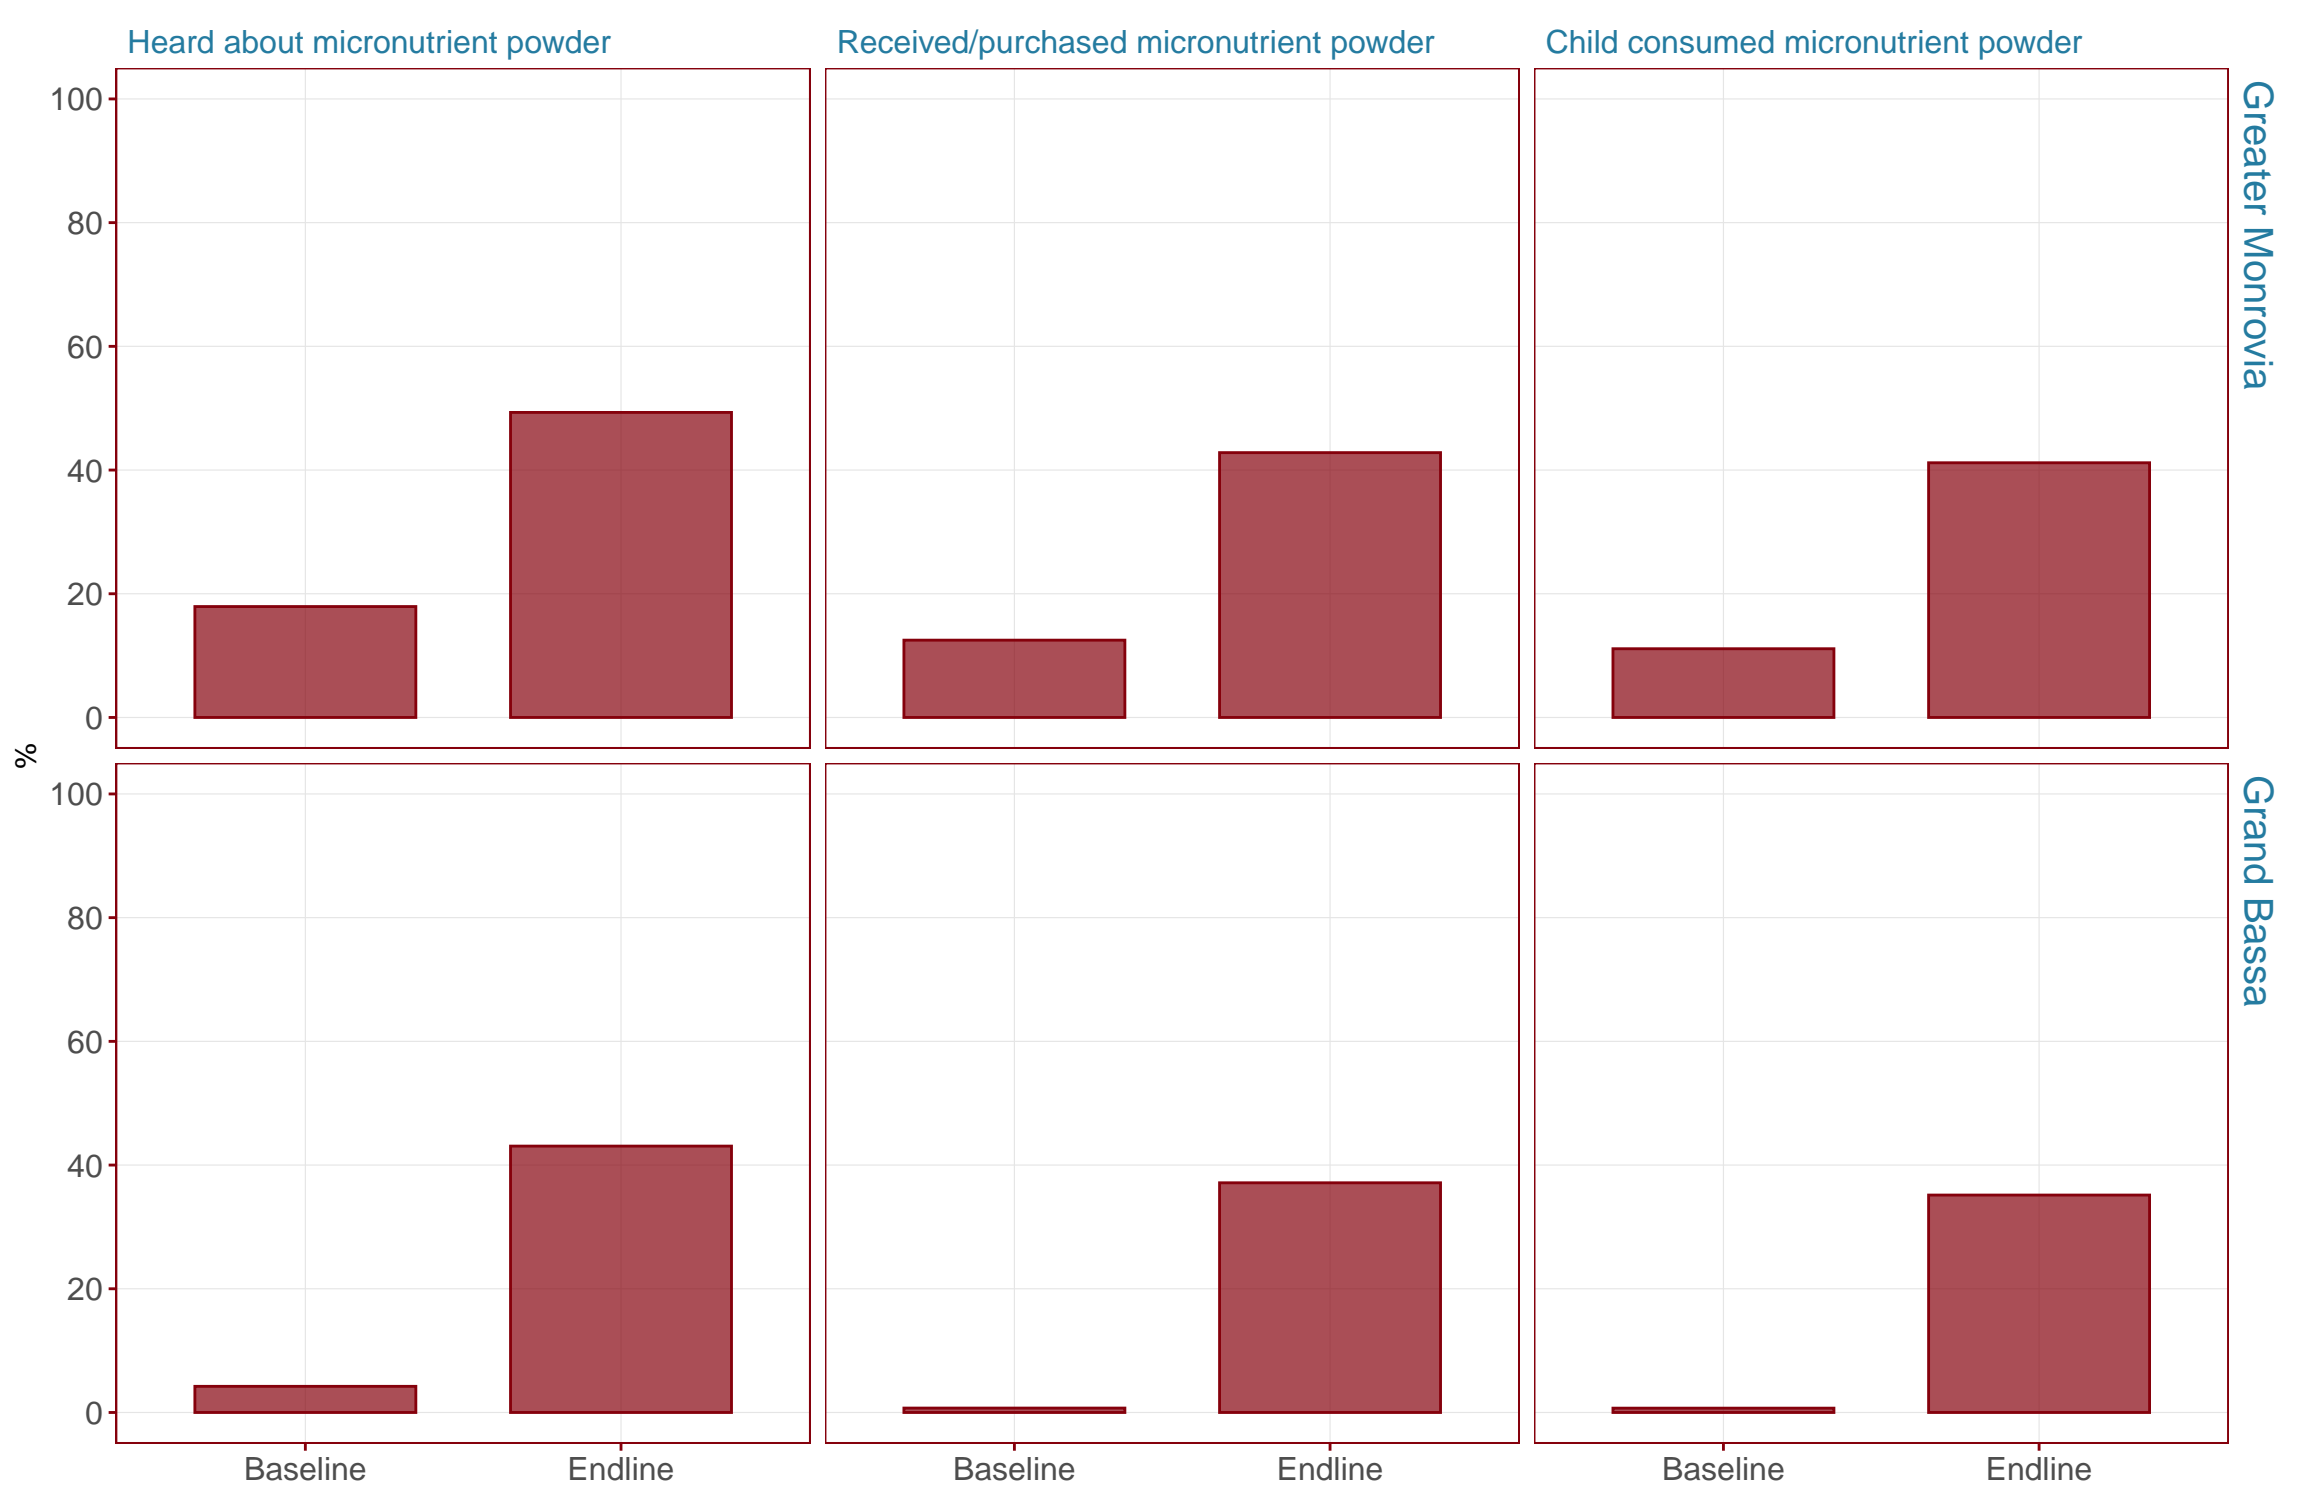 Heard about micronutrient powder
Received/purchased micronutrient powder
Child consumed micronutrient powder
100
80
60
40
20
0
Greater Monrovia
%
100
80
60
40
20
0
Grand Bassa
Baseline
Endline
Baseline
Endline
Baseline
Endline